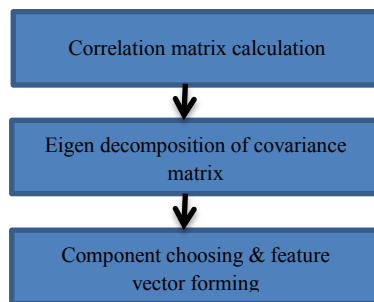 Correlation matrix calculation
Eigen decomposition of covariance
matrix
Component choosing & feature
vector forming